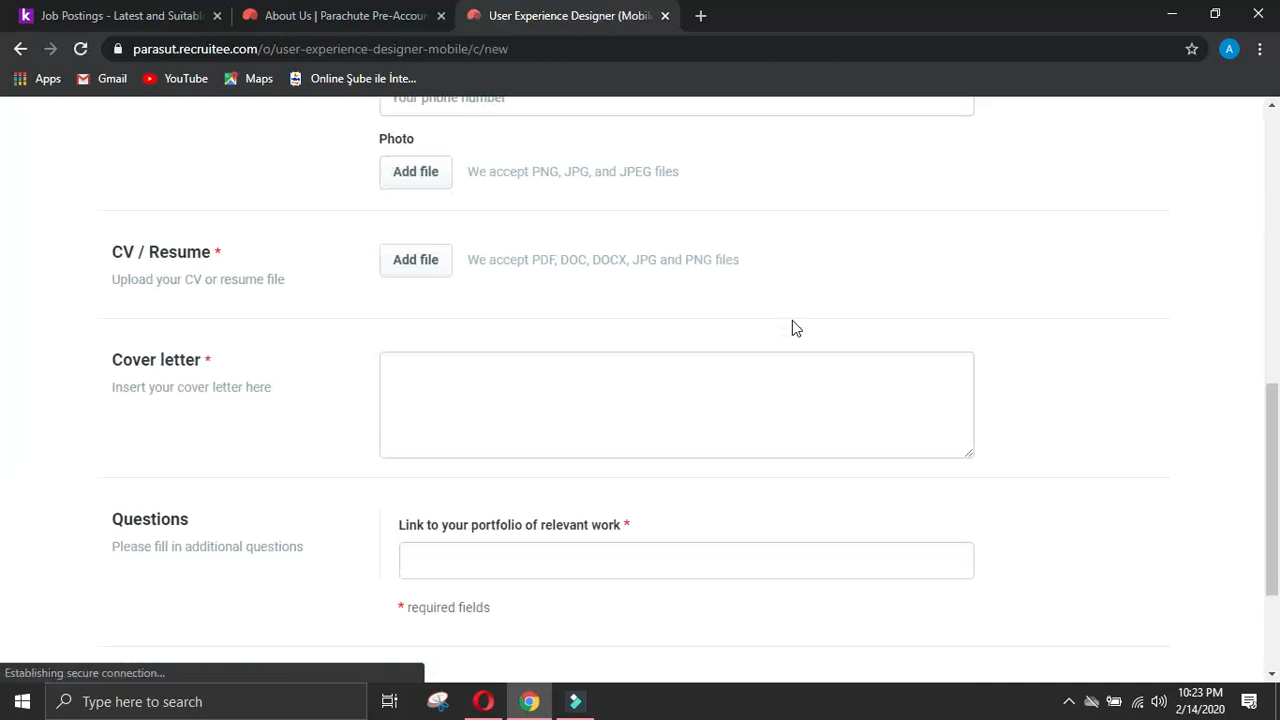 Job Postings - Latest and Suitabl
About Us | Parachute Pre-Accour
User Experience Designer (Mobil
parasut.recruitee.com/o/user-experience-designer-mobile/c/new
A
Apps
Gmail
YouTube
Maps
Online Şube ile İnte...
Your phone number
Photo
Add file
We accept PNG, JPG, and JPEG files
CV / Resume *
Add file
We accept PDF, DOC, DOCX, JPG and PNG files
Upload your CV or resume file
Cover letter *
Insert your cover letter here
Questions
Link to your portfolio of relevant work *
Please fill in additional questions
* required fields
Establishing secure connection...
Type here to search
10:23 PM
2/14/2020